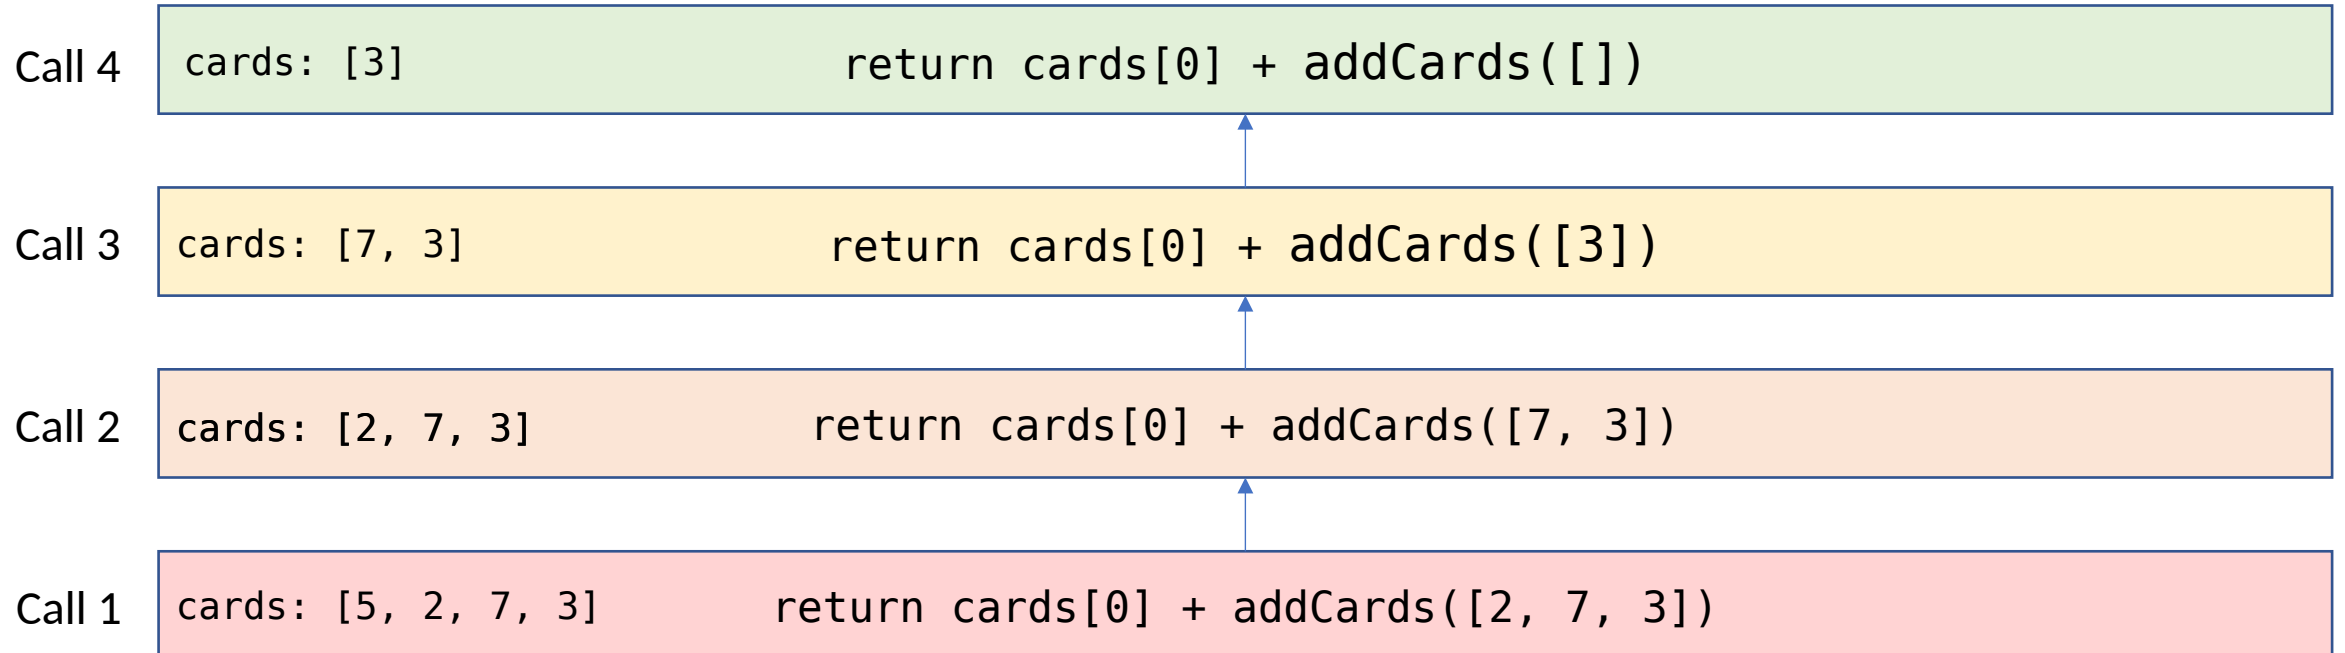 Call 4 cards: [3] return cards[0] + addCards([])
Call 3 cards: [7, 3] return cards[0] + addCards([3])
Call 2 cards: [2, 7, 3] return cards[0] + addCards([7, 3])
Call 1 cards: [5, 2, 7, 3] return cards[0] + addCards([2, 7, 3])